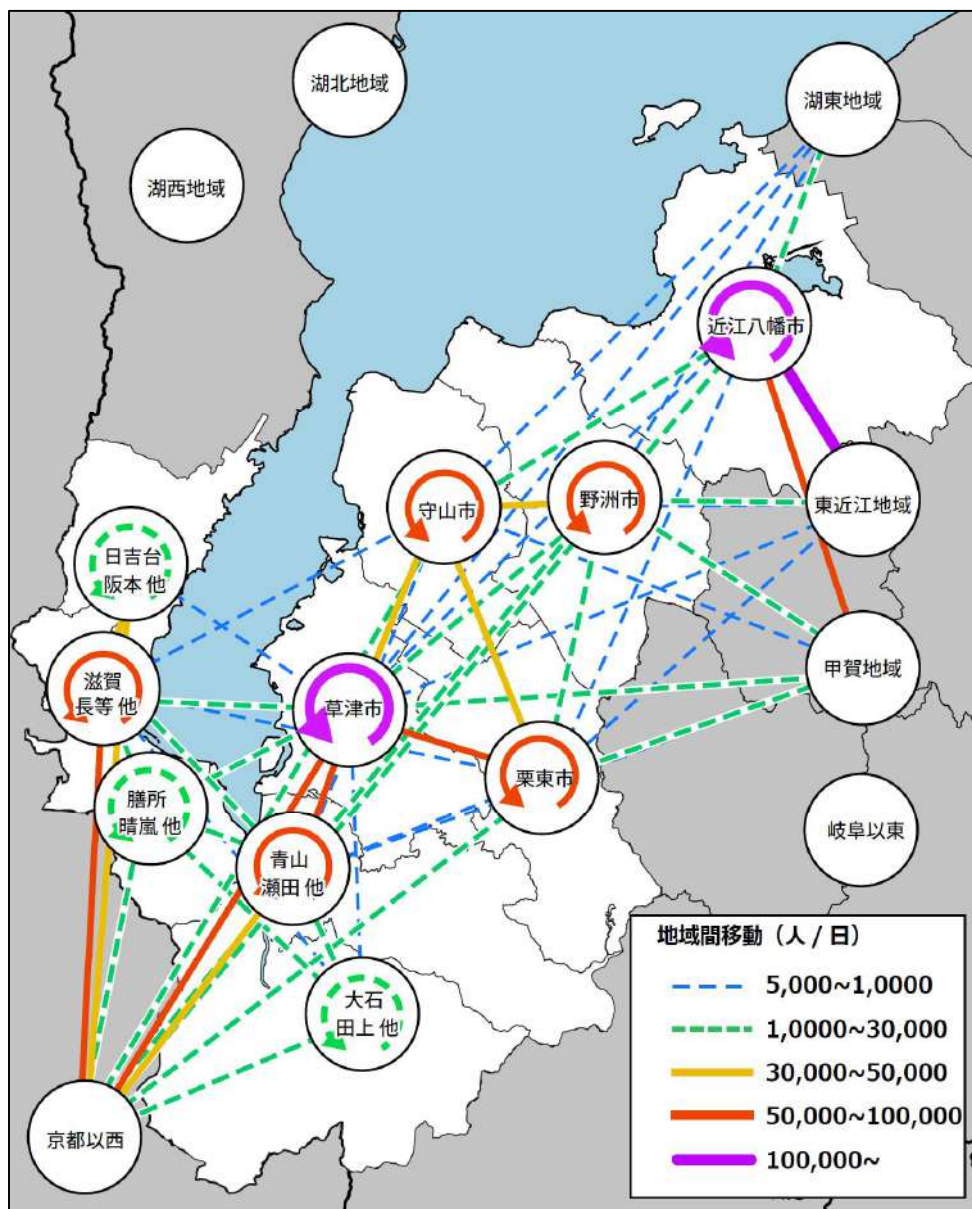 湖北地域
湖東地域
湖西地域
近江八幡市
守山市
野洲市
東近江地域
日吉台
阪本 他
滋賀
長等 他
草津市
甲賀地域
栗東市
膳所
晴嵐 他
青山
瀬田 他
岐阜以東
大石
田上 他
京都以西
地域間移動（人 / 日）
5,000~1,0000
1,0000~30,000
30,000~50,000
50,000~100,000
100,000~